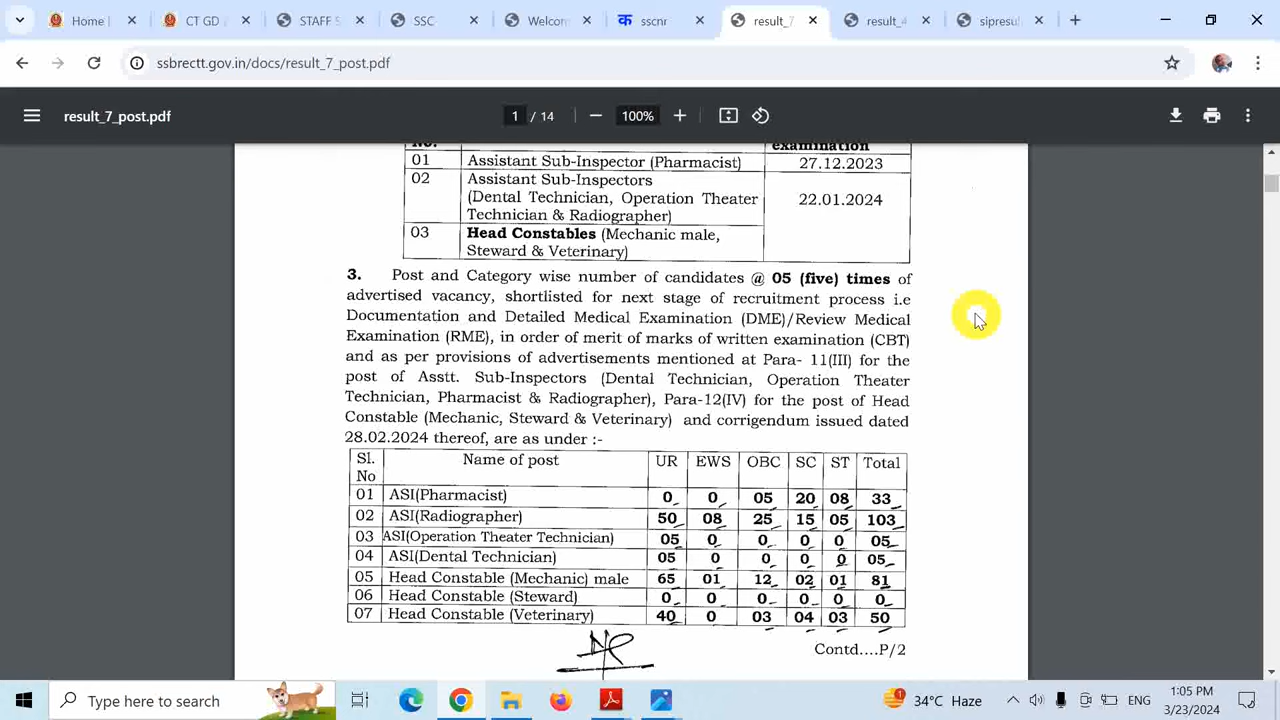 Home
CT GD
STAFF S
SSC
Welcom
क sscnr
result_7
result_4
sipresul
ssbrectt.gov.in/docs/result_7_post.pdf
result_7_post.pdf
1 / 14
100%
No. examination
01 Assistant Sub-Inspector (Pharmacist) 27.12.2023
02 Assistant Sub-Inspectors
(Dental Technician, Operation Theater 22.01.2024
Technician & Radiographer)
03 Head Constables (Mechanic male,
Steward & Veterinary)
3. Post and Category wise number of candidates @ 05 (five) times of
advertised vacancy, shortlisted for next stage of recruitment process i.e
Documentation and Detailed Medical Examination (DME)/Review Medical
Examination (RME), in order of merit of marks of written examination (CBT)
and as per provisions of advertisements mentioned at Para- 11(III) for the
post of Asstt. Sub-Inspectors (Dental Technician, Operation Theater
Technician, Pharmacist & Radiographer), Para-12(IV) for the post of Head
Constable (Mechanic, Steward & Veterinary) and corrigendum issued dated
28.02.2024 thereof, are as under :-
Sl. No Name of post UR EWS OBC SC ST Total
01 ASI(Pharmacist) 0 0 05 20 08 33
02 ASI(Radiographer) 50 08 25 15 05 103
03 ASI(Operation Theater Technician) 05 0 0 0 0 05
04 ASI(Dental Technician) 05 0 0 0 0 05
05 Head Constable (Mechanic) male 65 01 12 02 01 81
06 Head Constable (Steward) 0 0 0 0 0 0
07 Head Constable (Veterinary) 40 0 03 04 03 50
Contd....P/2
Type here to search
1
34°C Haze
ENG
1:05 PM
3/23/2024